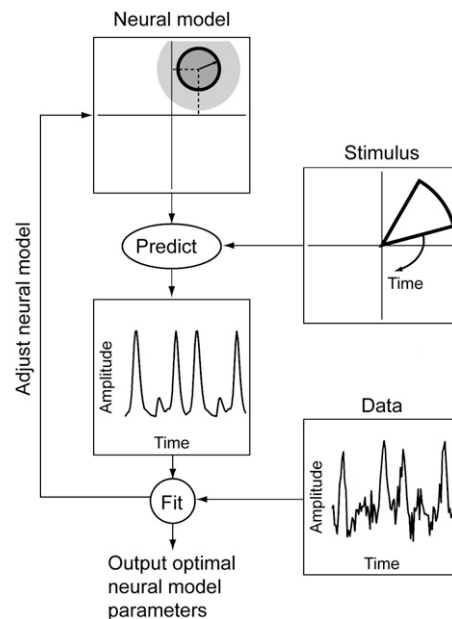 Neural model
Stimulus
Time
Predict
Adjust neural model
Amplitude
Time
Data
Amplitude
Time
Fit
Output optimal
neural model
parameters